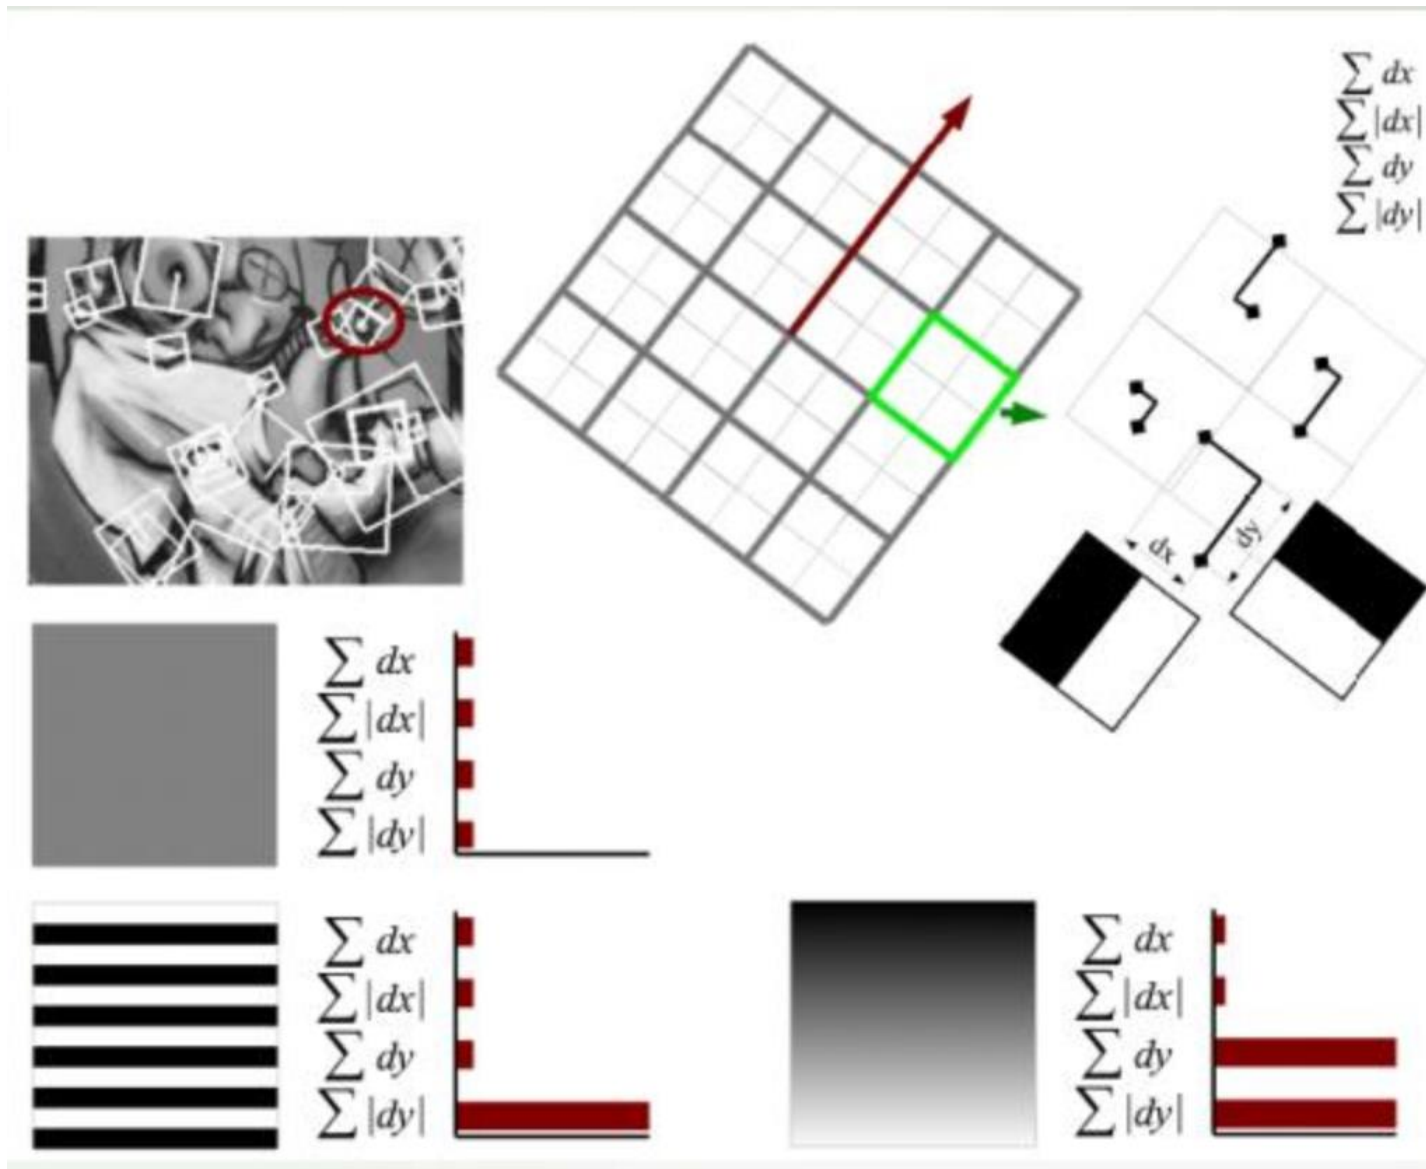 ∑ dx
∑ |dx|
∑ dy
∑ |dy|
dx
dy
∑ dx
∑ |dx|
∑ dy
∑ |dy|
∑ dx
∑ |dx|
∑ dy
∑ |dy|
∑ dx
∑ |dx|
∑ dy
∑ |dy|